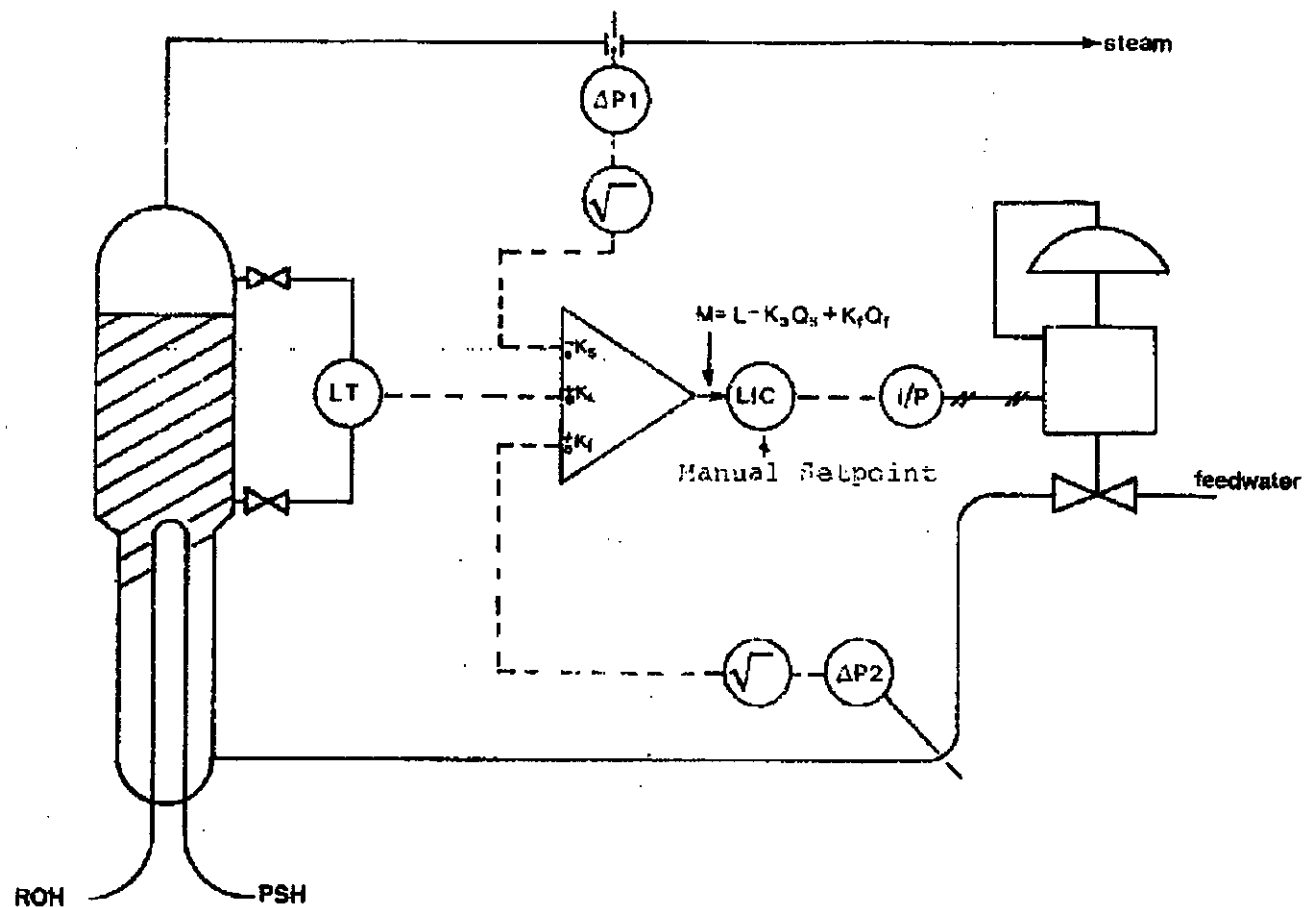 steam
ΔP1
√
M= L-KsQs + KfQf
-Ks
LT
+KL
LIC
I/P
+Kf
Manual Setpoint
feedwater
√
ΔP2
ROH
PSH